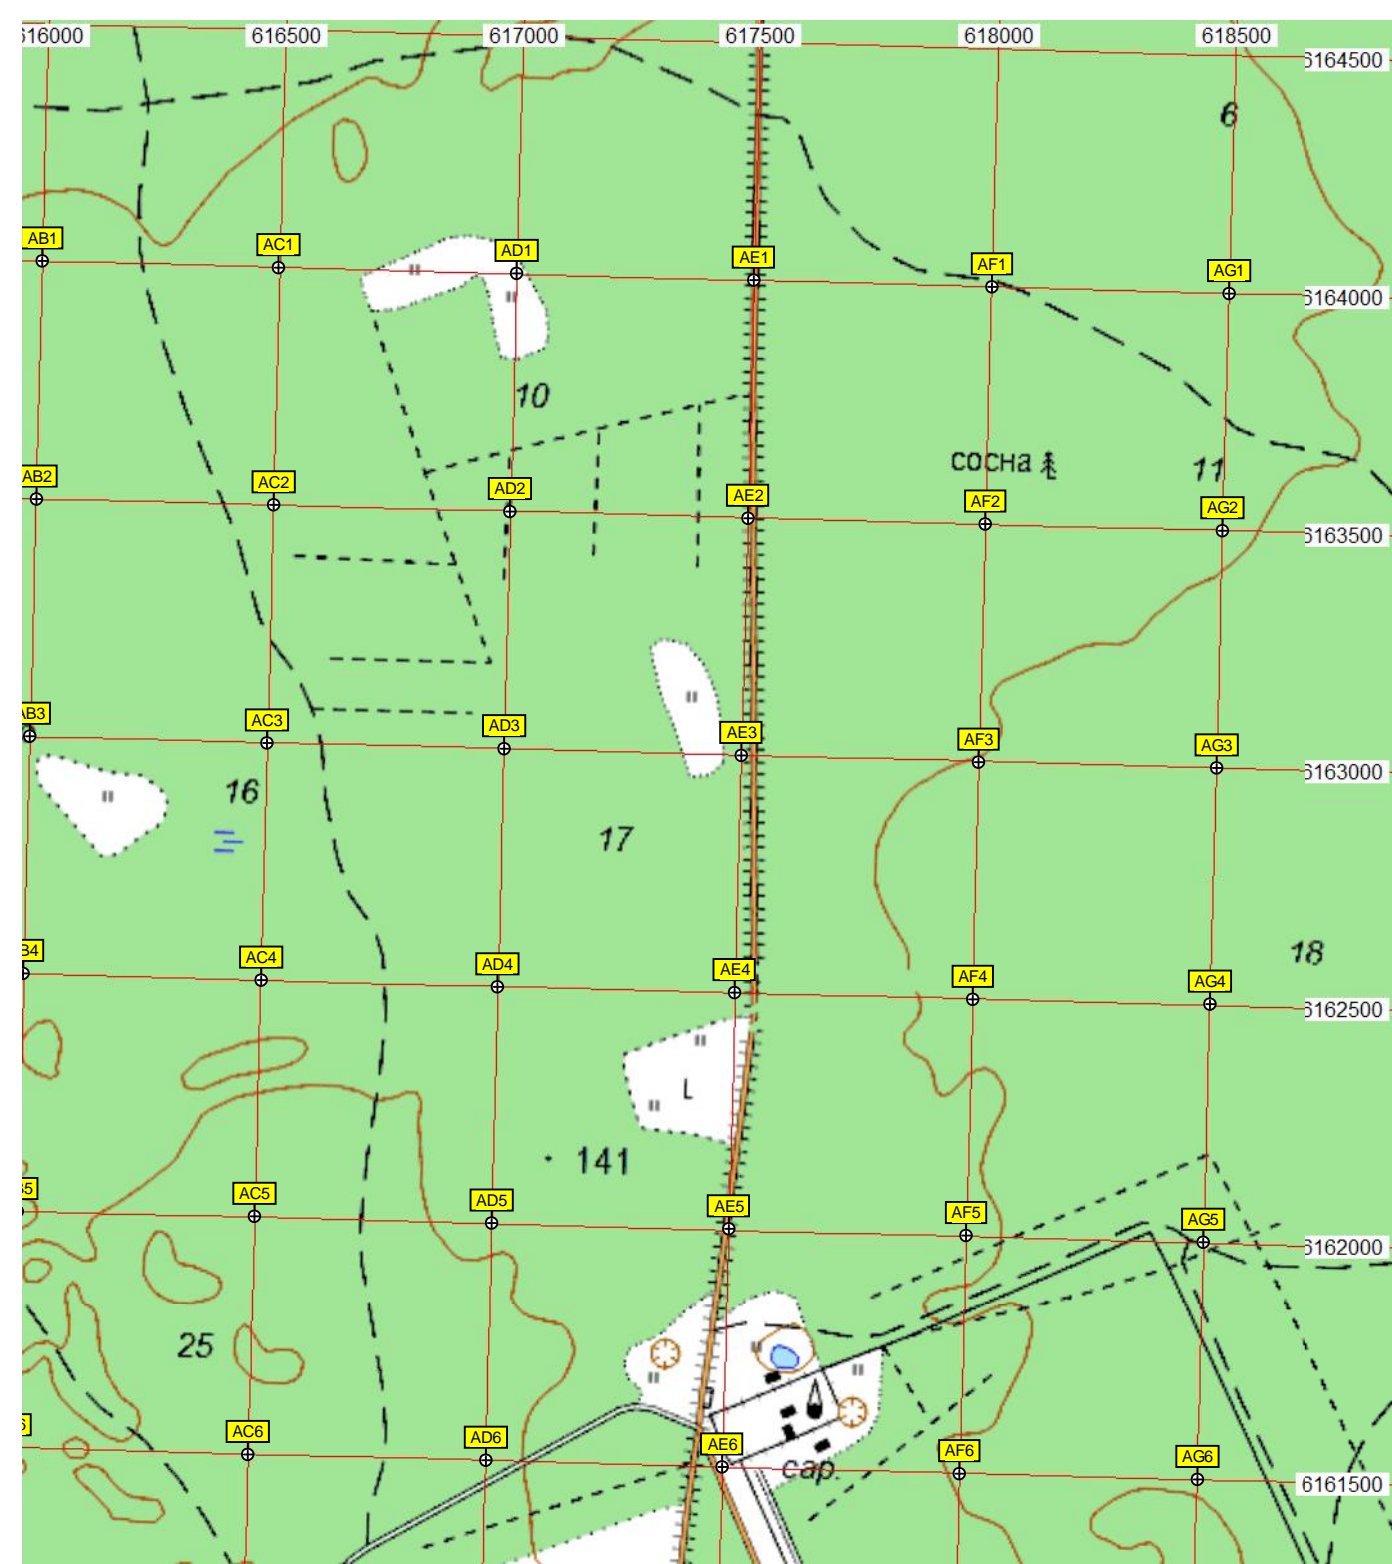 616000 616500 617000 617500 618000 618500
6164500
6
AB1 AC1 AD1 AE1 AF1 AG1
6164000
10
сосна
11
AB2 AC2 AD2 AE2 AF2 AG2
6163500
AB3 AC3 AD3 AE3 AF3 AG3
6163000
16
17
18
B4 AC4 AD4 AE4 AF4 AG4
6162500
L
141
AC5 AD5 AE5 AF5 AG5
6162000
25
AC6 AD6 AE6 AF6 AG6
сар.
6161500